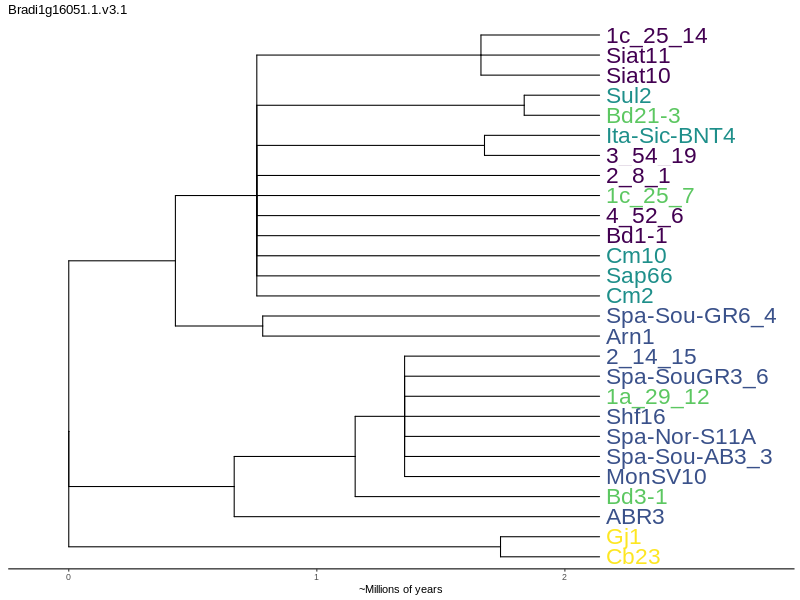 Bradi1g16051.1.v3.1
1c_25_14
Siat11
Siat10
Sul2
Bd21-3
Ita-Sic-BNT4
3_54_19
2_8_1
1c_25_7
4_52_6
Bd1-1
Cm10
Sap66
Cm2
Spa-Sou-GR6_4
Arn1
2_14_15
Spa-SouGR3_6
1a_29_12
Shf16
Spa-Nor-S11A
Spa-Sou-AB3_3
MonSV10
Bd3-1
ABR3
Gj1
Cb23
0 1 2
~Millions of years